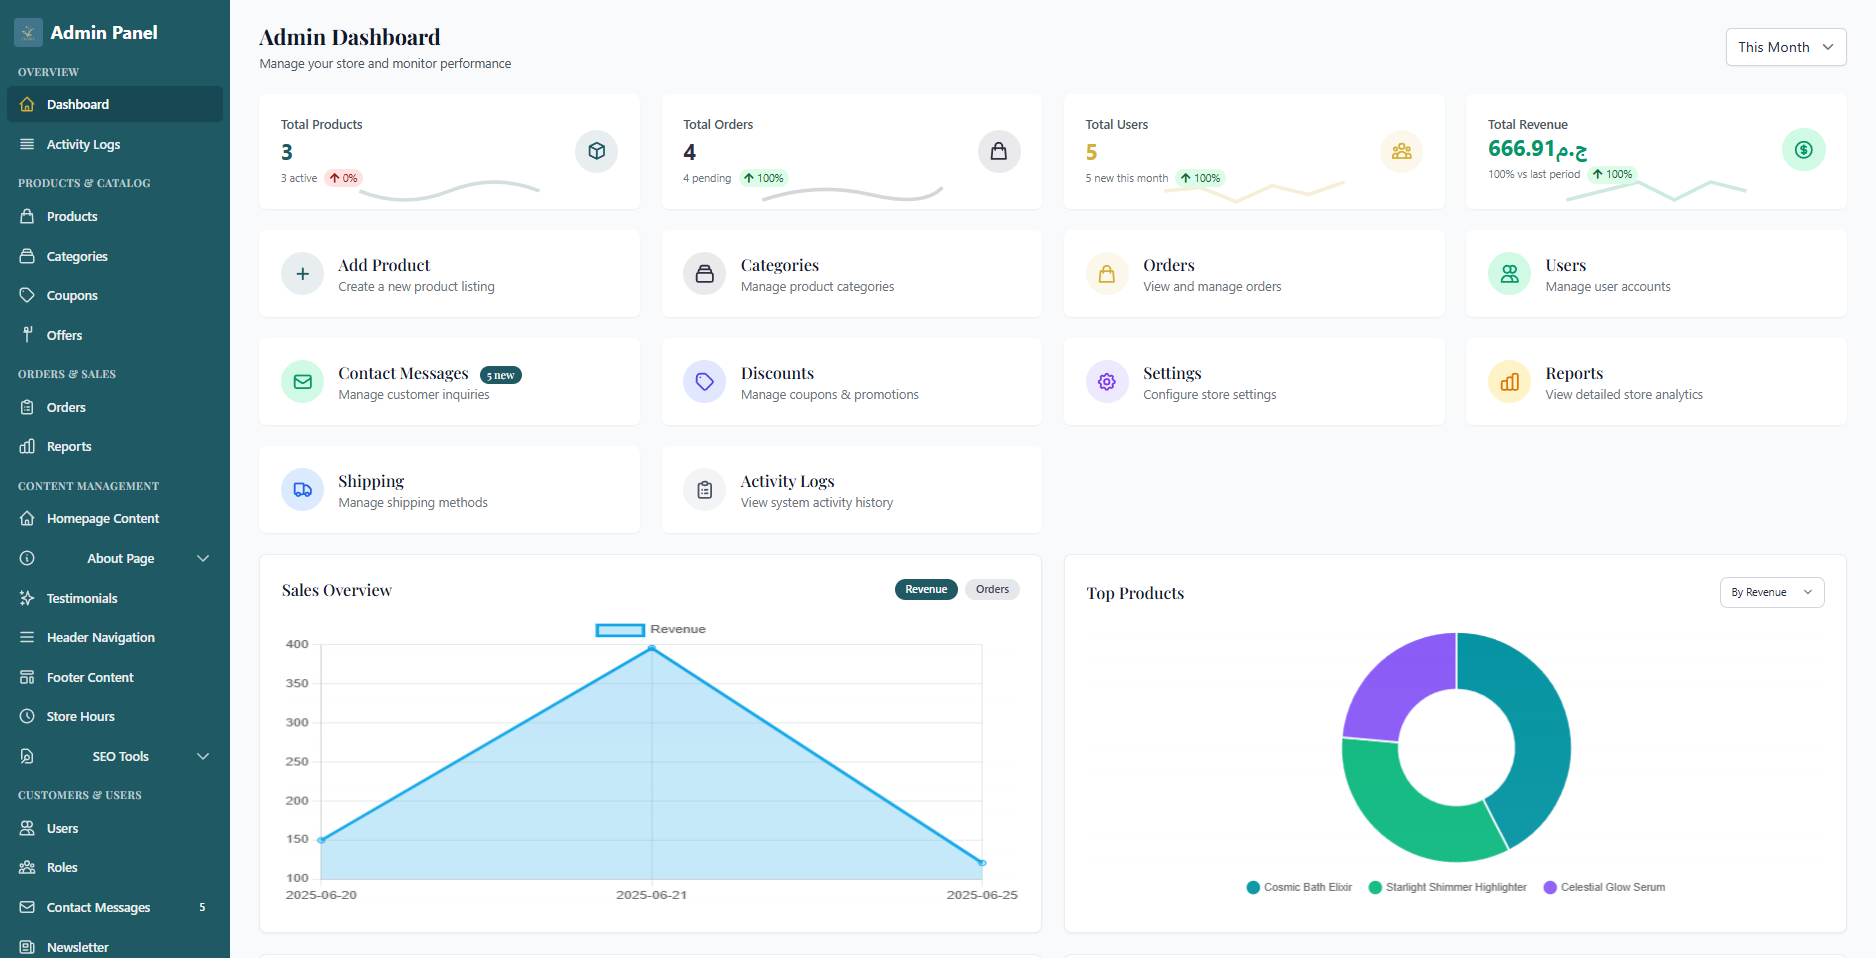 Admin Panel
OVERVIEW
Dashboard
Activity Logs
PRODUCTS & CATALOG
Products
Categories
Coupons
Offers
ORDERS & SALES
Orders
Reports
CONTENT MANAGEMENT
Homepage Content
About Page
Testimonials
Header Navigation
Footer Content
Store Hours
SEO Tools
CUSTOMERS & USERS
Users
Roles
Contact Messages 5
Newsletter
Admin Dashboard
Manage your store and monitor performance
This Month
Total Products
3
3 active ↑ 0%
Total Orders
4
4 pending ↑ 100%
Total Users
5
5 new this month ↑ 100%
Total Revenue
666.91ج.م
100% vs last period ↑ 100%
Add Product
Create a new product listing
Categories
Manage product categories
Orders
View and manage orders
Users
Manage user accounts
Contact Messages 5 new
Manage customer inquiries
Discounts
Manage coupons & promotions
Settings
Configure store settings
Reports
View detailed store analytics
Shipping
Manage shipping methods
Activity Logs
View system activity history
Sales Overview
Revenue Orders
Revenue
400
350
300
250
200
150
100
2025-06-20 2025-06-21 2025-06-25
Top Products
By Revenue
Cosmic Bath Elixir Starlight Shimmer Highlighter Celestial Glow Serum